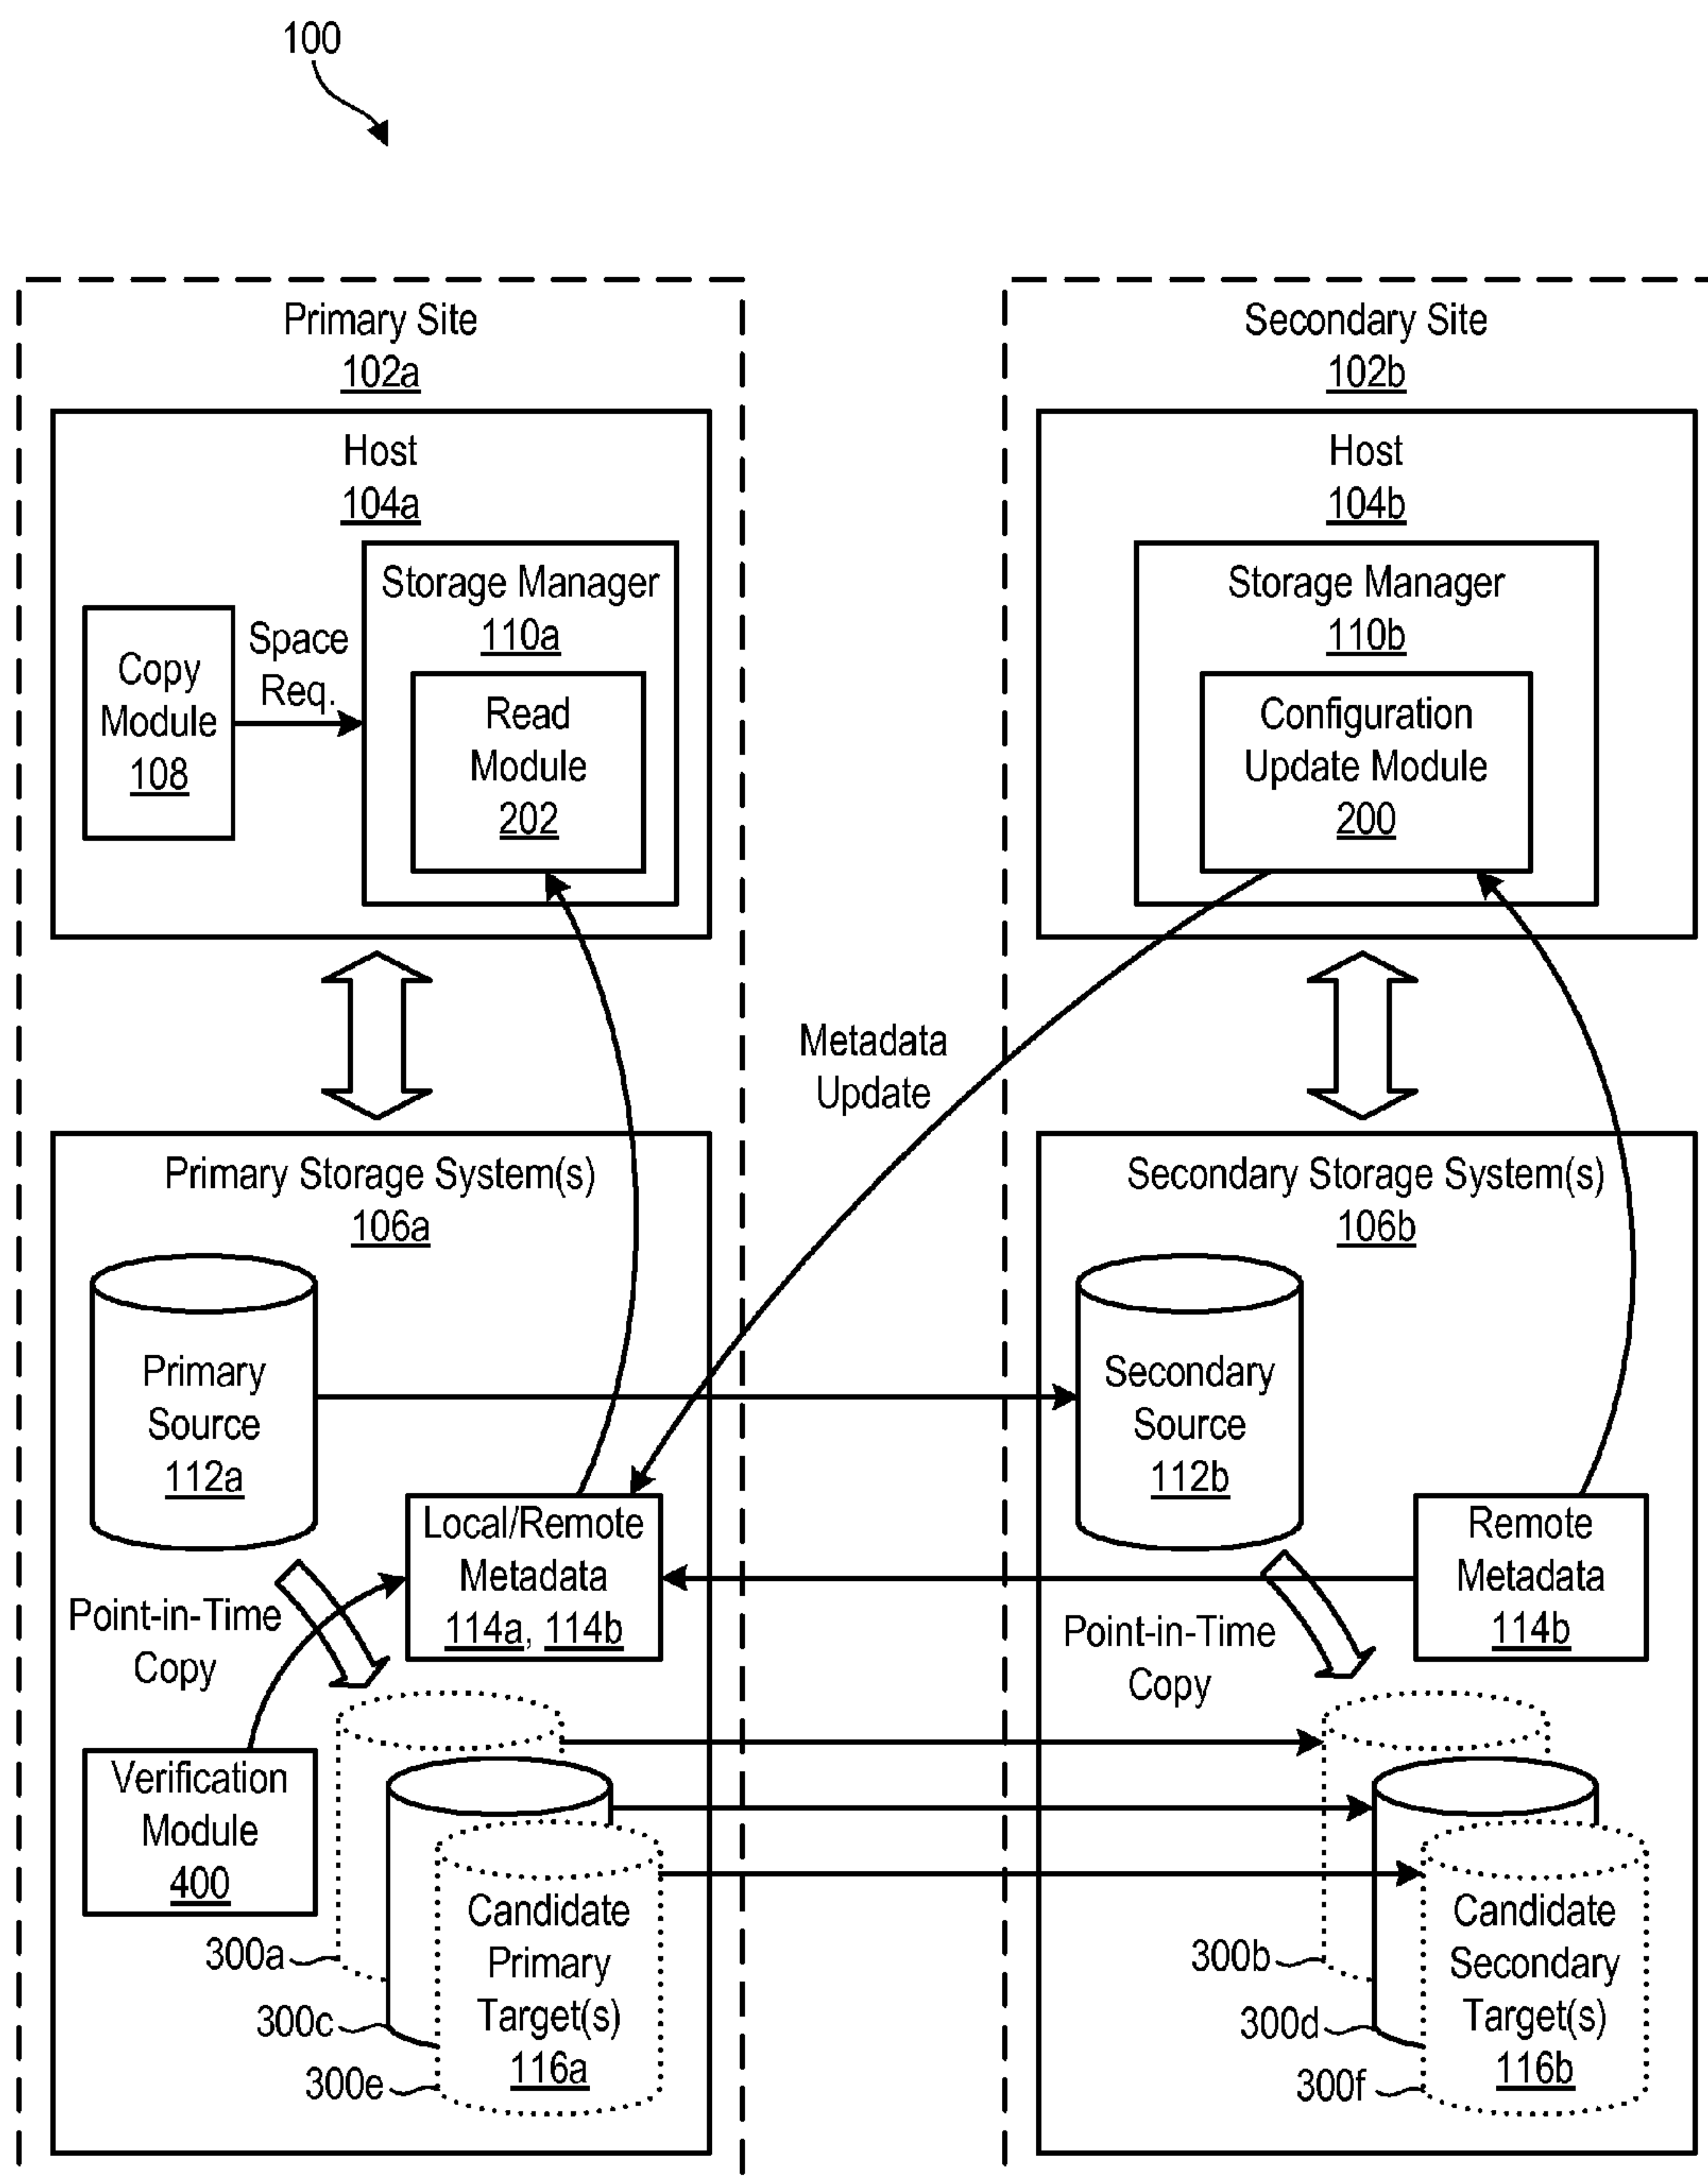 100
Primary Site
102a
Host
104a
Storage Manager
110a
Copy
Module
108
Space
Req.
Read
Module
202
Secondary Site
102b
Host
104b
Storage Manager
110b
Configuration
Update Module
200
Metadata
Update
Primary Storage System(s)
106a
Primary
Source
112a
Local/Remote
Metadata
114a, 114b
Point-in-Time
Copy
Verification
Module
400
300a
300c
300e
Candidate
Primary
Target(s)
116a
Secondary Storage System(s)
106b
Secondary
Source
112b
Remote
Metadata
114b
Point-in-Time
Copy
300b
300d
300f
Candidate
Secondary
Target(s)
116b